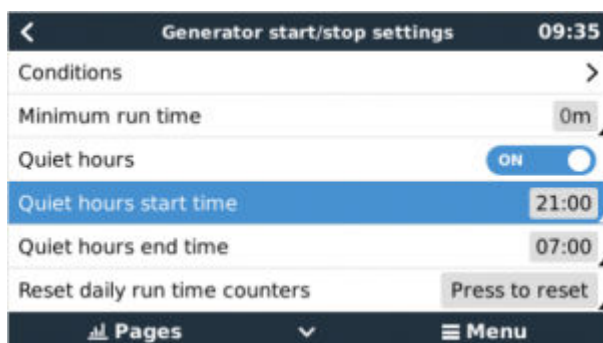 Generator start/stop settings 09:35
Conditions
Minimum run time 0m
Quiet hours ON
Quiet hours start time 21:00
Quiet hours end time 07:00
Reset daily run time counters Press to reset
Pages Menu